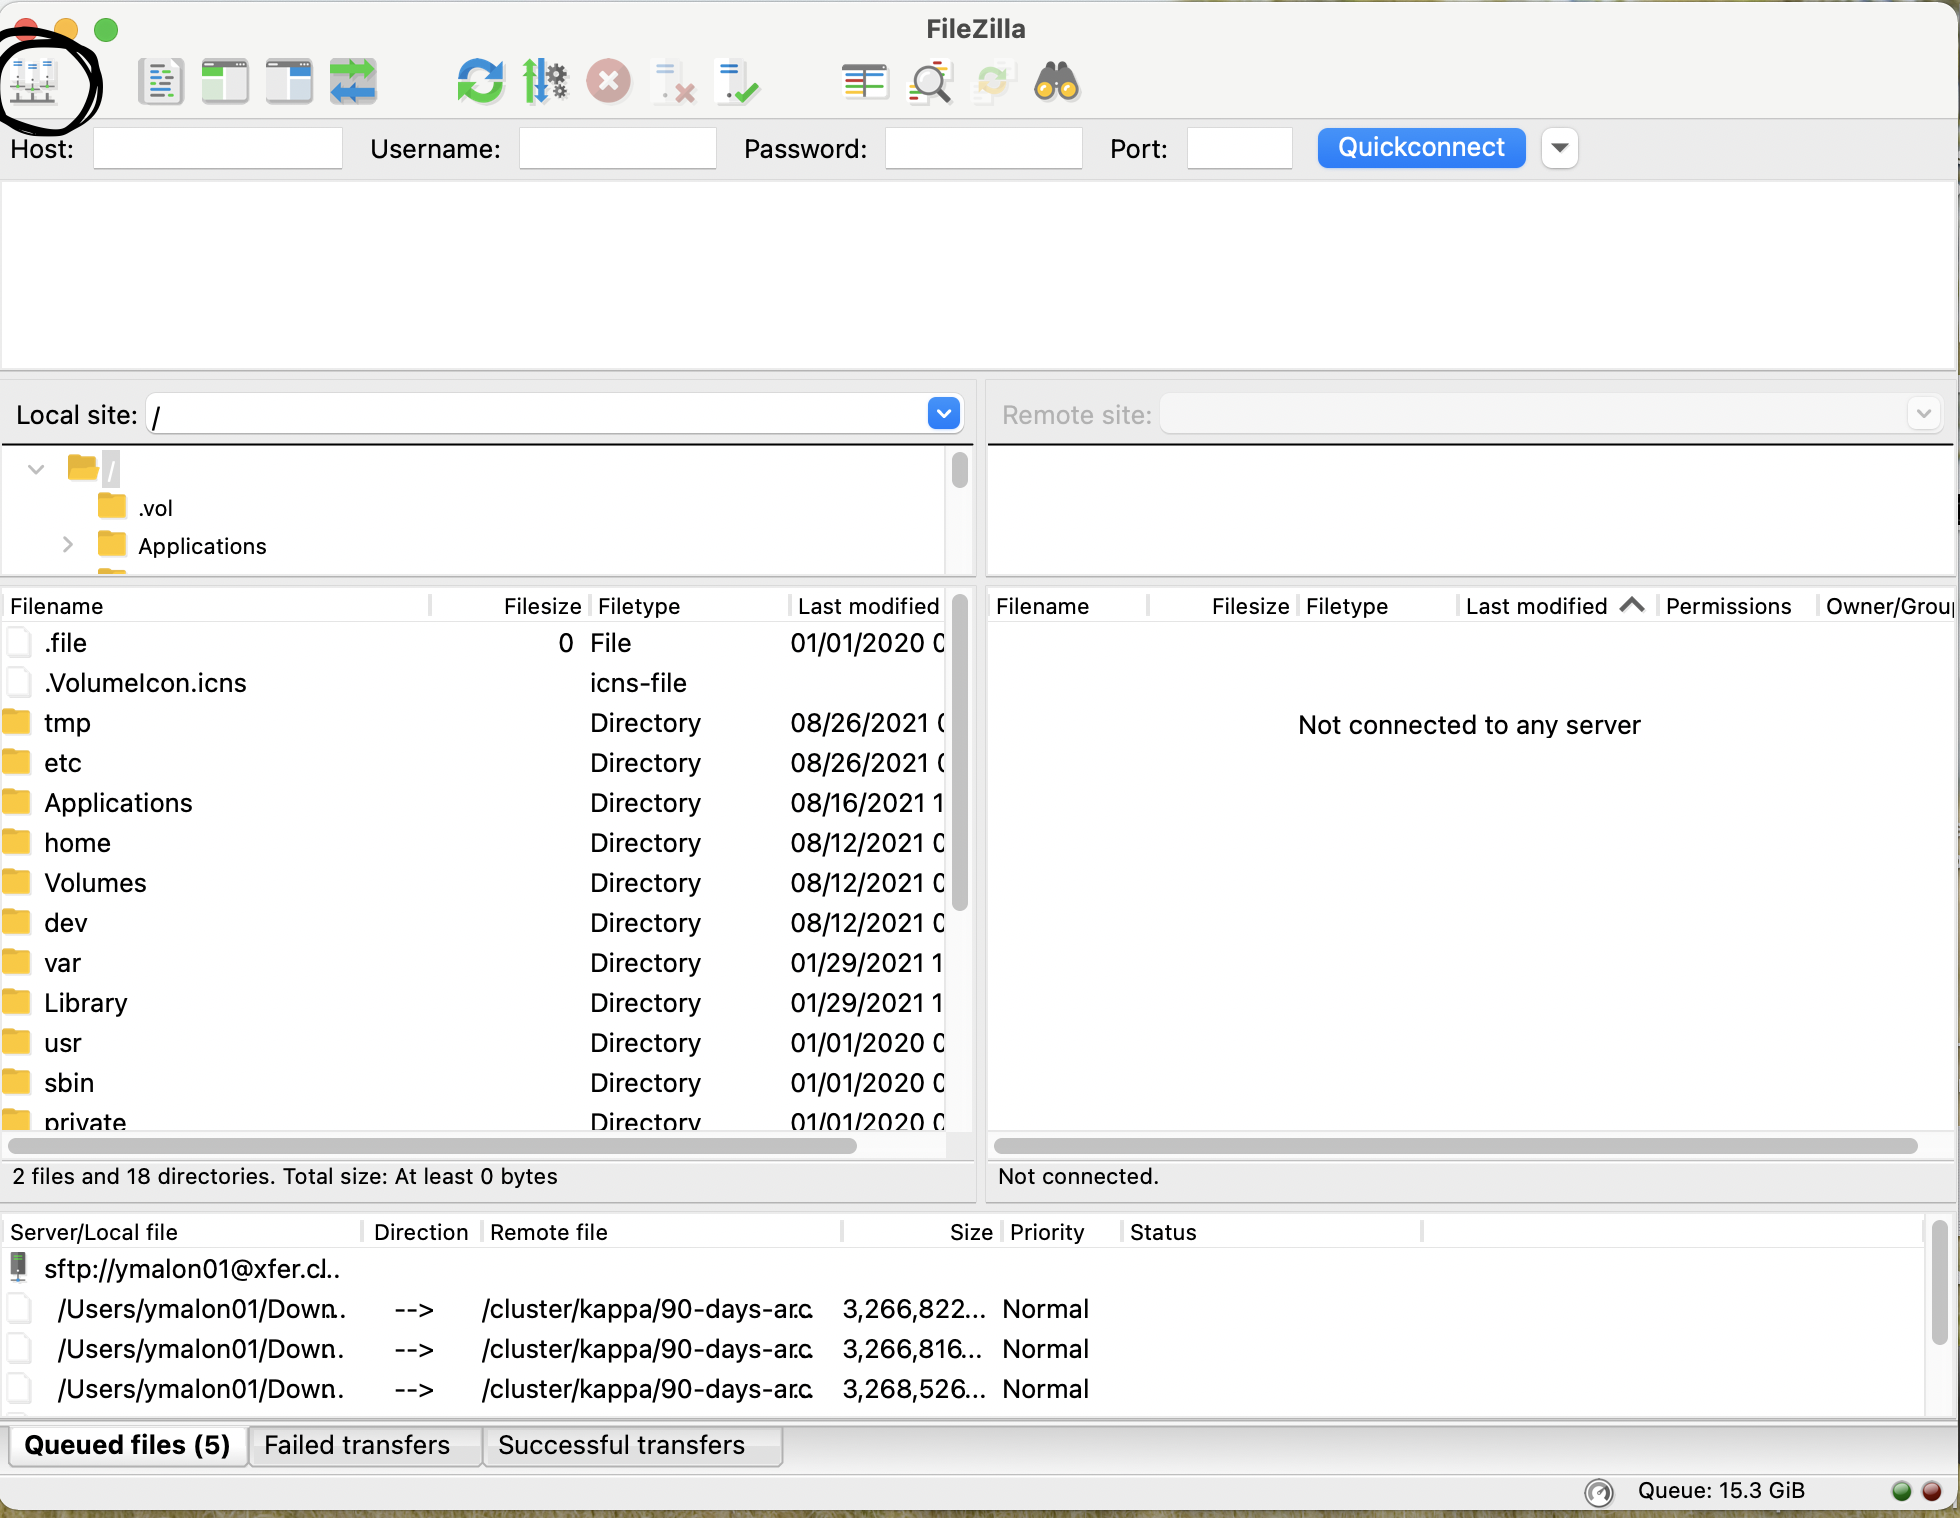 FileZilla
Host: Username: Password: Port: Quickconnect
Local site: /
Remote site:
/
.vol
Applications
Filename Filesize Filetype Last modified
.file 0 File 01/01/2020 0
.VolumeIcon.icns icns-file
tmp Directory 08/26/2021 0
etc Directory 08/26/2021 0
Applications Directory 08/16/2021 1
home Directory 08/12/2021 0
Volumes Directory 08/12/2021 0
dev Directory 08/12/2021 0
var Directory 01/29/2021 1
Library Directory 01/29/2021 1
usr Directory 01/01/2020 0
sbin Directory 01/01/2020 0
private Directory 01/01/2020 0
2 files and 18 directories. Total size: At least 0 bytes
Filename Filesize Filetype Last modified Permissions Owner/Group
Not connected to any server
Not connected.
Server/Local file Direction Remote file Size Priority Status
sftp://ymalon01@xfer.cl..
/Users/ymalon01/Down.. --> /cluster/kappa/90-days-arc. 3,266,822... Normal
/Users/ymalon01/Down.. --> /cluster/kappa/90-days-arc. 3,266,816... Normal
/Users/ymalon01/Down.. --> /cluster/kappa/90-days-arc. 3,268,526... Normal
Queued files (5) Failed transfers Successful transfers
Queue: 15.3 GiB